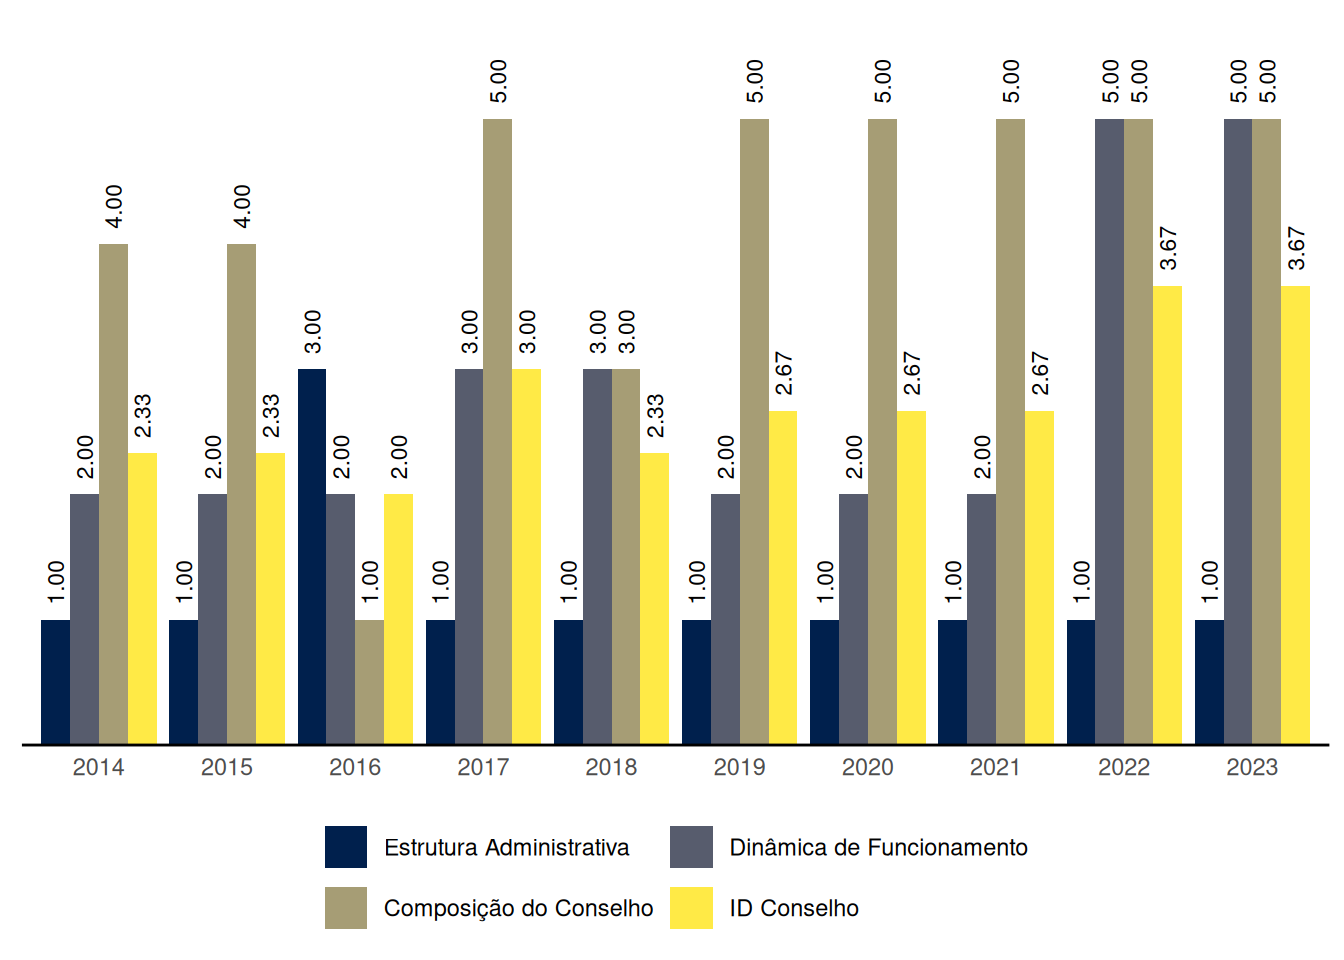 1.00 2.00 4.00 2.33 1.00 2.00 4.00 2.33 3.00 2.00 1.00 2.00 1.00 3.00 5.00 3.00 1.00 3.00 3.00 2.33 1.00 2.00 5.00 2.67 1.00 2.00 5.00 2.67 1.00 2.00 5.00 2.67 1.00 5.00 5.00 3.67 1.00 5.00 5.00 3.67
2014 2015 2016 2017 2018 2019 2020 2021 2022 2023
Estrutura Administrativa Dinâmica de Funcionamento
Composição do Conselho ID Conselho